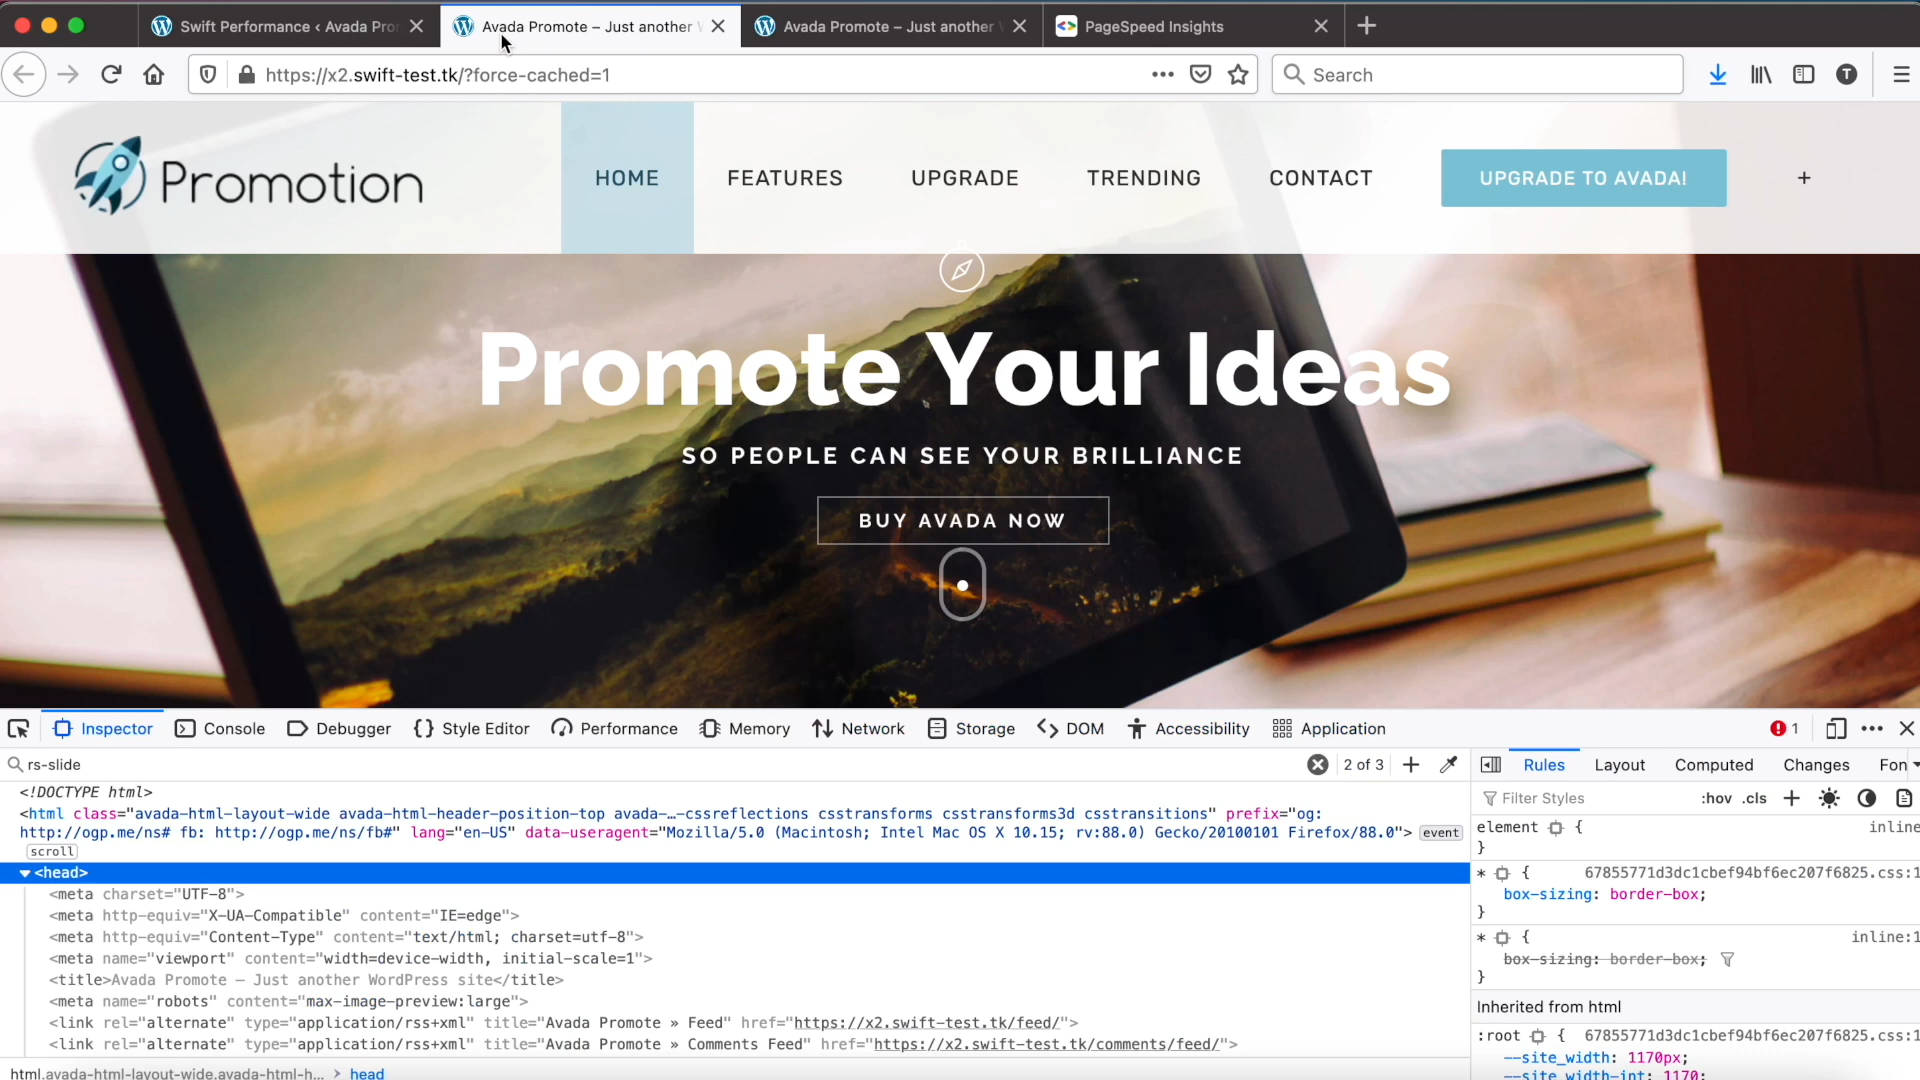 Swift Performance ‹ Avada Pro
Avada Promote – Just another
Avada Promote – Just another
PageSpeed Insights
https://x2.swift-test.tk/?force-cached=1
Search
T
Promotion
HOME
FEATURES
UPGRADE
TRENDING
CONTACT
UPGRADE TO AVADA!
+
Promote Your Ideas
SO PEOPLE CAN SEE YOUR BRILLIANCE
BUY AVADA NOW
Inspector
Console
Debugger
{} Style Editor
Performance
Memory
Network
Storage
DOM
Accessibility
Application
1
rs-slide
2 of 3
Rules
Layout
Computed
Changes
Fon
<!DOCTYPE html>
<html class="avada-html-layout-wide avada-html-header-position-top avada-…-cssreflections csstransforms csstransforms3d csstransitions" prefix="og:
http://ogp.me/ns# fb: http://ogp.me/ns/fb#" lang="en-US" data-useragent="Mozilla/5.0 (Macintosh; Intel Mac OS X 10.15; rv:88.0) Gecko/20100101 Firefox/88.0"> event
scroll
<head>
<meta charset="UTF-8">
<meta http-equiv="X-UA-Compatible" content="IE=edge">
<meta http-equiv="Content-Type" content="text/html; charset=utf-8">
<meta name="viewport" content="width=device-width, initial-scale=1">
<title>Avada Promote – Just another WordPress site</title>
<meta name="robots" content="max-image-preview:large">
<link rel="alternate" type="application/rss+xml" title="Avada Promote » Feed" href="https://x2.swift-test.tk/feed/">
<link rel="alternate" type="application/rss+xml" title="Avada Promote » Comments Feed" href="https://x2.swift-test.tk/comments/feed/">
html.avada-html-layout-wide.avada-html-h… > head
Filter Styles
:hov .cls
element {
inline
}
* {
67855771d3dc1cbef94bf6ec207f6825.css:1
box-sizing: border-box;
}
* {
inline:1
box-sizing: border-box;
}
Inherited from html
:root {
67855771d3dc1cbef94bf6ec207f6825.css:1
--site_width: 1170px;
--site_width-int: 1170;